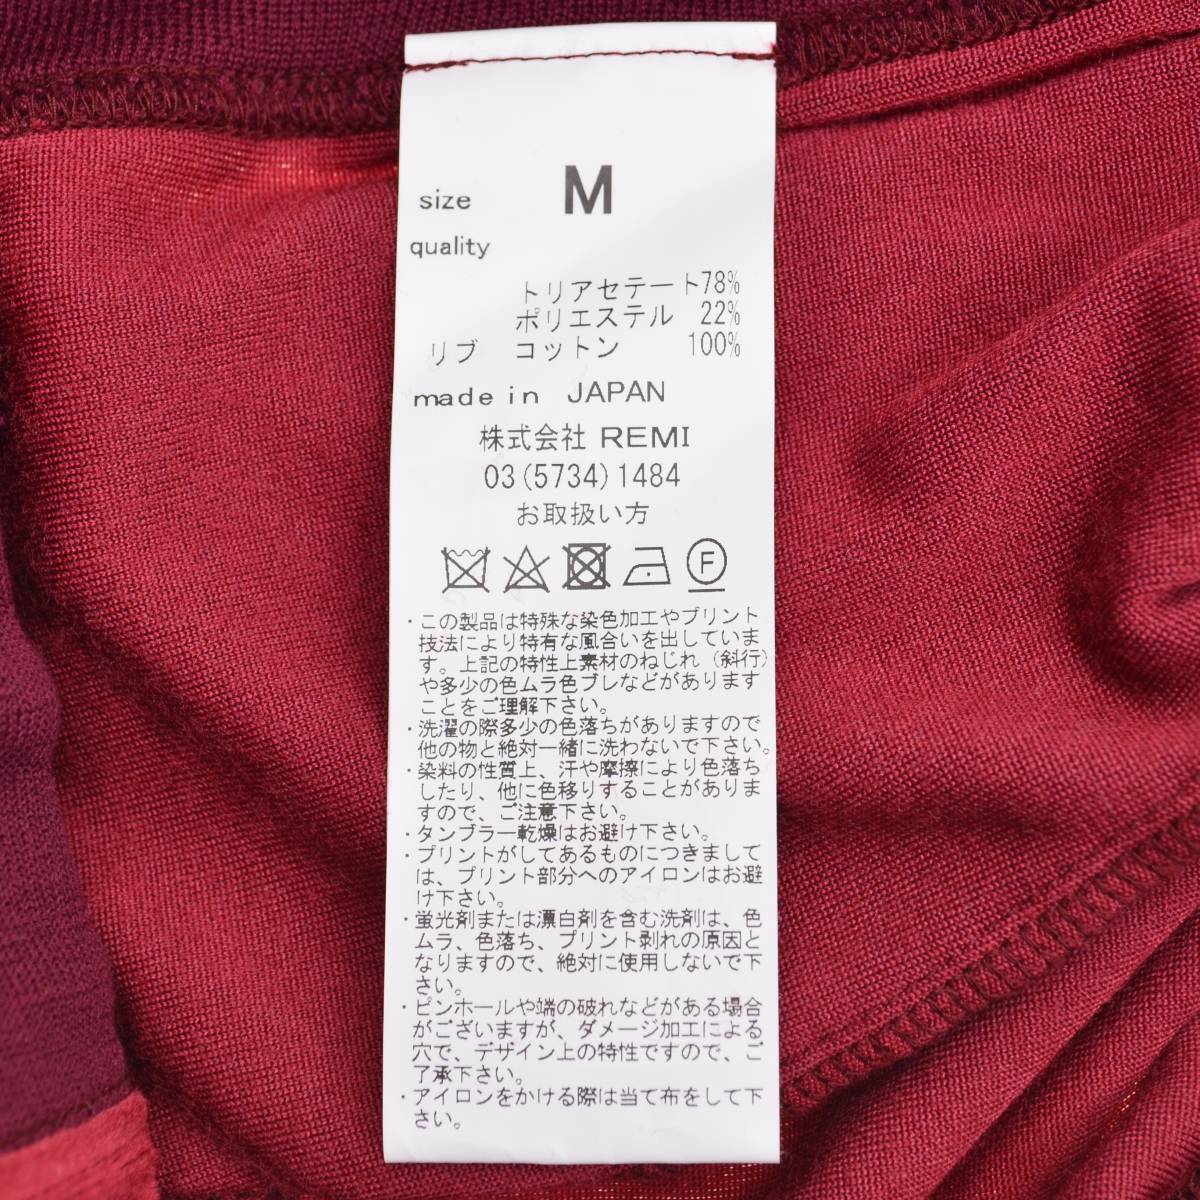 size M
quality
トリアセテート78%
ポリエステル 22%
リブ コットン 100%
made in JAPAN
株式会社 REMI
03(5734)1484
お取扱い方
F
・この製品は特殊な染色加工やプリント
技法により特有な風合いを出していま
す。上記の特性上素材のねじれ（斜行）
や多少の色ムラ色ブレなどがあります
ことをご理解下さい。
・洗濯の際多少の色落ちがありますので
他の物と絶対一緒に洗わないで下さい。
・染料の性質上、汗や摩擦により色落ち
したり、他に色移りすることがありま
すので、ご注意下さい。
・タンブラー乾燥はお避け下さい。
・プリントがしてあるものにつきまして
は、プリント部分へのアイロンはお避
け下さい。
・蛍光剤または漂白剤を含む洗剤は、色
ムラ、色落ち、プリント剥れの原因と
なりますので、絶対に使用しないで下
さい。
・ピンホールや端の破れなどがある場合
がございますが、ダメージ加工による
穴で、デザイン上の特性ですので、ご
了承下さい。
・アイロンをかける際は当て布をして下
さい。